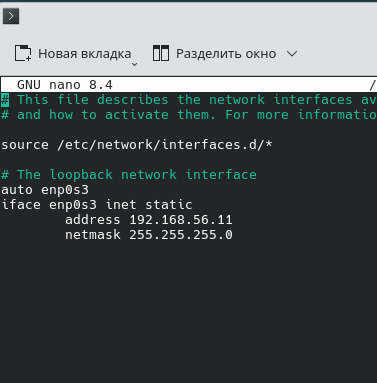 Новая вкладка
Разделить окно
GNU nano 8.4 /
# This file describes the network interfaces av
# and how to activate them. For more informatio
source /etc/network/interfaces.d/*
# The loopback network interface
auto enp0s3
iface enp0s3 inet static
address 192.168.56.11
netmask 255.255.255.0